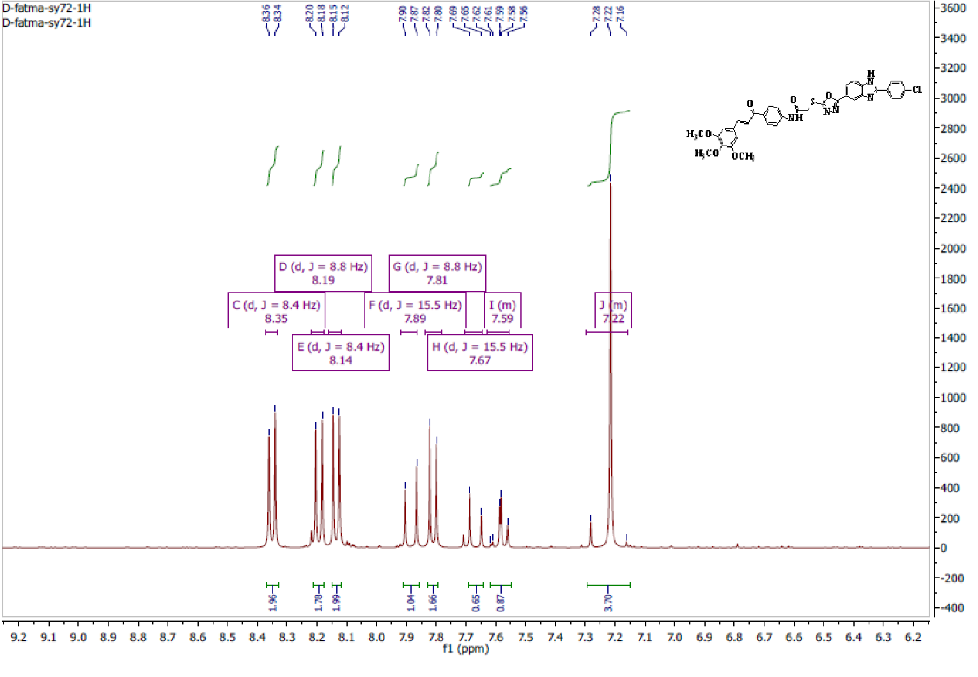 D-fatma-sy72-1H
D-fatma-sy72-1H
8.36
8.34
8.20
8.18
8.15
8.12
7.90
7.87
7.82
7.80
7.69
7.65
7.62
7.61
7.59
7.58
7.56
7.28
7.22
7.16
H
N
N
Cl
O
N
N
S
O
NH
O
H₃CO
H₃CO
OCH₃
D (d, J = 8.8 Hz)
8.19
G (d, J = 8.8 Hz)
7.81
C (d, J = 8.4 Hz)
8.35
F (d, J = 15.5 Hz)
7.89
I (m)
7.59
J (m)
7.22
E (d, J = 8.4 Hz)
8.14
H (d, J = 15.5 Hz)
7.67
1.96
1.78
1.99
1.04
1.66
0.65
0.87
3.70
3600
3400
3200
3000
2800
2600
2400
2200
2000
1800
1600
1400
1200
1000
800
600
400
200
0
-200
-400
9.2 9.1 9.0 8.9 8.8 8.7 8.6 8.5 8.4 8.3 8.2 8.1 8.0 7.9 7.8 7.7 7.6 7.5 7.4 7.3 7.2 7.1 7.0 6.9 6.8 6.7 6.6 6.5 6.4 6.3 6.2
f1 (ppm)